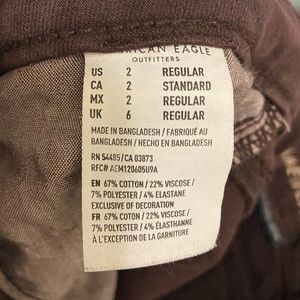 RICAN EAGLE
OUTFITTERS
US 2 REGULAR
CA 2 STANDARD
MX 2 REGULAR
UK 6 REGULAR
MADE IN BANGLADESH / FABRIQUÉ AU
BANGLADESH / HECHO EN BANGLADESH
RN 54485/CA 03873
RFC# AEM120605U9A
EN 67% COTTON / 22% VISCOSE /
7% POLYESTER / 4% ELASTANE
EXCLUSIVE OF DECORATION
FR 67% COTON / 22% VISCOSE /
7% POLYESTER / 4% ÉLASTHANNE
À L'EXCEPTION DE LA GARNITURE